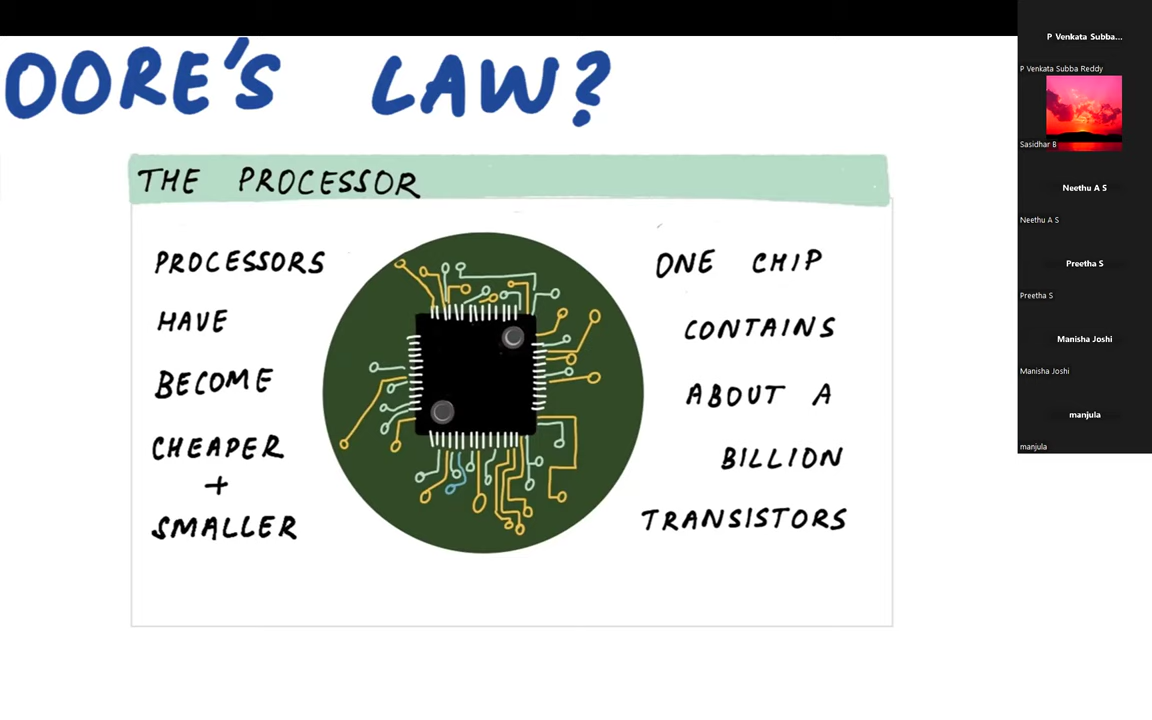 OORE'S LAW?
THE PROCESSOR
PROCESSORS
HAVE
BECOME
CHEAPER
+
SMALLER
ONE CHIP
CONTAINS
ABOUT A
BILLION
TRANSISTORS
P Venkata Subba...
P Venkata Subba Reddy
Sasidhar B
Neethu A S
Neethu A S
Preetha S
Preetha S
Manisha Joshi
Manisha Joshi
manjula
manjula